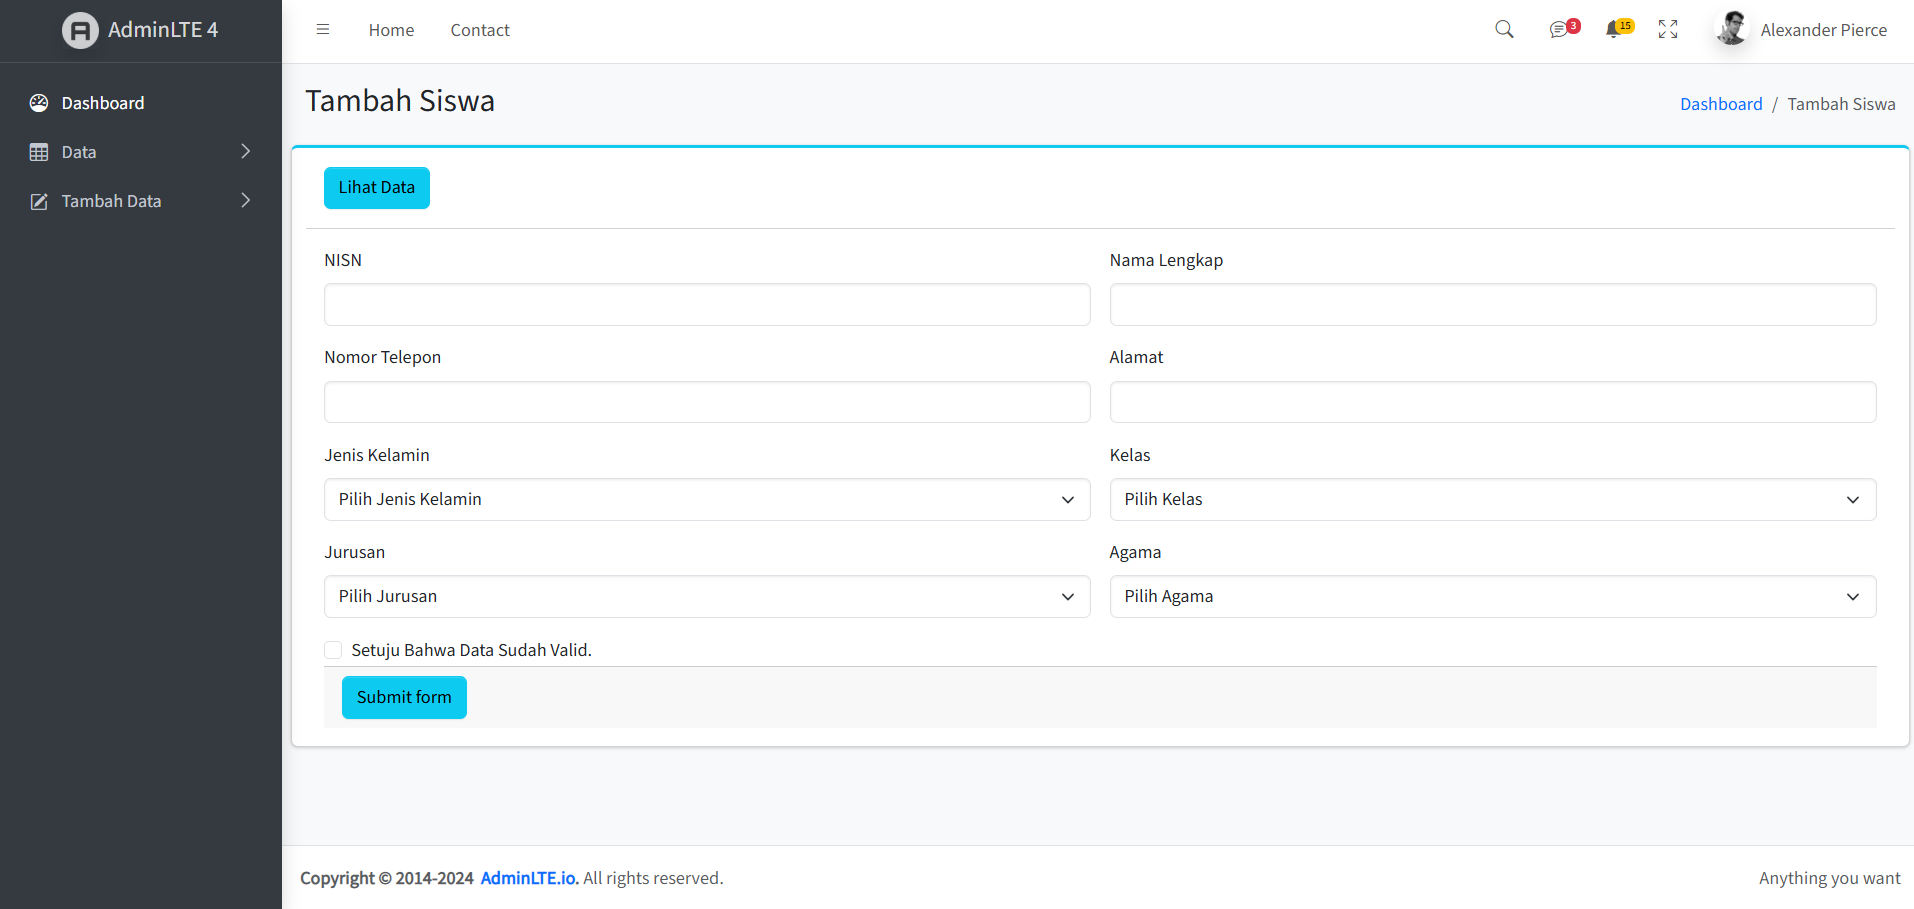 AdminLTE 4
Home
Contact
3
15
Alexander Pierce
Dashboard
Data
Tambah Data
Tambah Siswa
Dashboard / Tambah Siswa
Lihat Data
NISN
Nama Lengkap
Nomor Telepon
Alamat
Jenis Kelamin
Kelas
Pilih Jenis Kelamin
Pilih Kelas
Jurusan
Agama
Pilih Jurusan
Pilih Agama
Setuju Bahwa Data Sudah Valid.
Submit form
Copyright © 2014-2024 AdminLTE.io. All rights reserved.
Anything you want